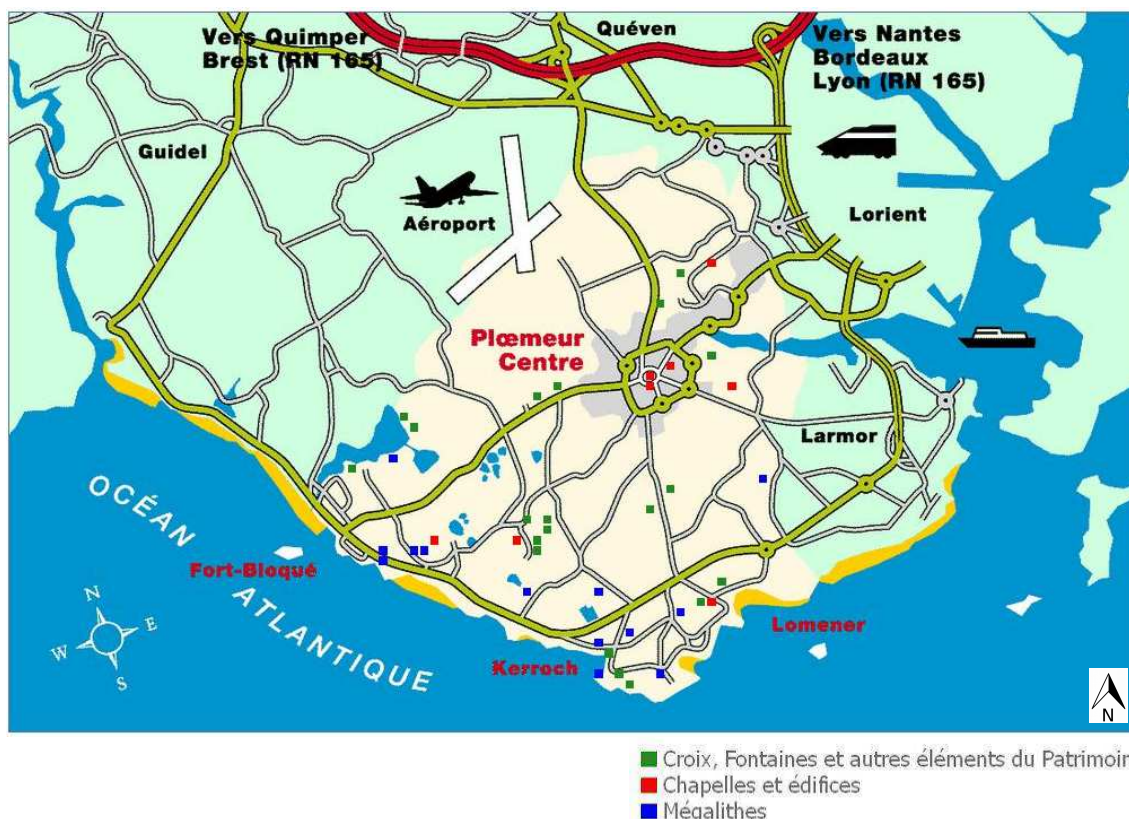 Vers Quimper
Brest (RN 165)
Quéven
Vers Nantes
Bordeaux
Lyon (RN 165)
Guidel
Aéroport
Lorient
Plœmeur
Centre
Larmor
OCÉAN
ATLANTIQUE
Fort-Bloqué
Lomener
Kerroch
N
E
W
S
N
Croix, Fontaines et autres éléments du Patrimoin
Chapelles et édifices
Mégalithes